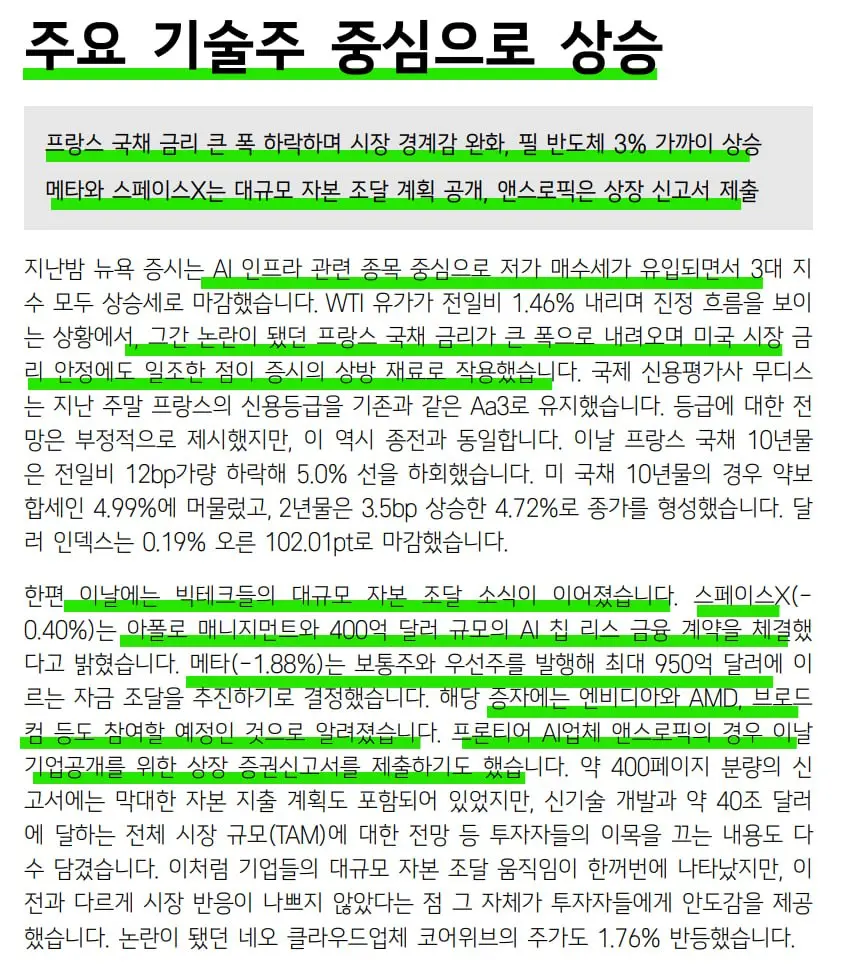 주요 기술주 중심으로 상승
프랑스 국채 금리 큰 폭 하락하며 시장 경계감 완화, 필 반도체 3% 가까이 상승
메타와 스페이스X는 대규모 자본 조달 계획 공개, 앤스로픽은 상장 신고서 제출
지난밤 뉴욕 증시는 AI 인프라 관련 종목 중심으로 저가 매수세가 유입되면서 3대 지
수 모두 상승세로 마감했습니다. WTI 유가가 전일비 1.46% 내리며 진정 흐름을 보이
는 상황에서, 그간 논란이 됐던 프랑스 국채 금리가 큰 폭으로 내려오며 미국 시장 금
리 안정에도 일조한 점이 증시의 상방 재료로 작용했습니다. 국제 신용평가사 무디스
는 지난 주말 프랑스의 신용등급을 기존과 같은 Aa3로 유지했습니다. 등급에 대한 전
망은 부정적으로 제시했지만, 이 역시 종전과 동일합니다. 이날 프랑스 국채 10년물
은 전일비 12bp가량 하락해 5.0% 선을 하회했습니다. 미 국채 10년물의 경우 약보
합세인 4.99%에 머물렀고, 2년물은 3.5bp 상승한 4.72%로 종가를 형성했습니다. 달
러 인덱스는 0.19% 오른 102.01pt로 마감했습니다.
한편 이날에는 빅테크들의 대규모 자본 조달 소식이 이어졌습니다. 스페이스X(-
0.40%)는 아폴로 매니지먼트와 400억 달러 규모의 AI 칩 리스 금융 계약을 체결했
다고 밝혔습니다. 메타(-1.88%)는 보통주와 우선주를 발행해 최대 950억 달러에 이
르는 자금 조달을 추진하기로 결정했습니다. 해당 증자에는 엔비디아와 AMD, 브로드
컴 등도 참여할 예정인 것으로 알려졌습니다. 프론티어 AI업체 앤스로픽의 경우 이날
기업공개를 위한 상장 증권신고서를 제출하기도 했습니다. 약 400페이지 분량의 신
고서에는 막대한 자본 지출 계획도 포함되어 있었지만, 신기술 개발과 약 40조 달러
에 달하는 전체 시장 규모(TAM)에 대한 전망 등 투자자들의 이목을 끄는 내용도 다
수 담겼습니다. 이처럼 기업들의 대규모 자본 조달 움직임이 한꺼번에 나타났지만, 이
전과 다르게 시장 반응이 나쁘지 않았다는 점 그 자체가 투자자들에게 안도감을 제공
했습니다. 논란이 됐던 네오 클라우드업체 코어위브의 주가도 1.76% 반등했습니다.